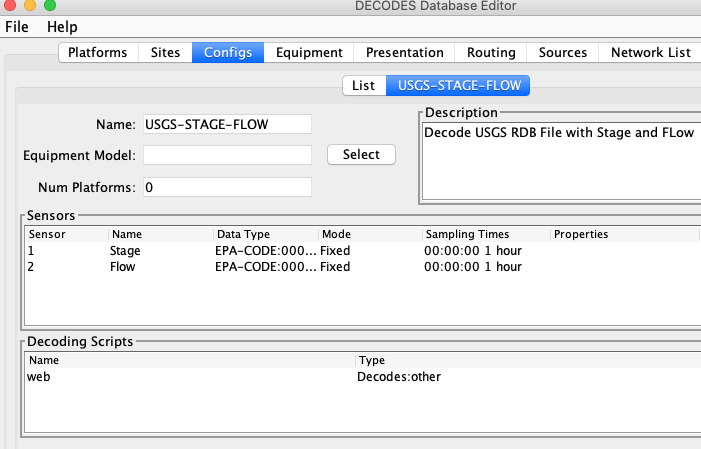 DECODES Database Editor
File Help
Platforms Sites Configs Equipment Presentation Routing Sources Network List
List USGS-STAGE-FLOW
Name: USGS-STAGE-FLOW
Description
Decode USGS RDB File with Stage and FLow
Equipment Model: Select
Num Platforms: 0
Sensors
Sensor Name Data Type Mode Sampling Times Properties
1 Stage EPA-CODE:000... Fixed 00:00:00 1 hour
2 Flow EPA-CODE:000... Fixed 00:00:00 1 hour
Decoding Scripts
Name Type
web Decodes:other